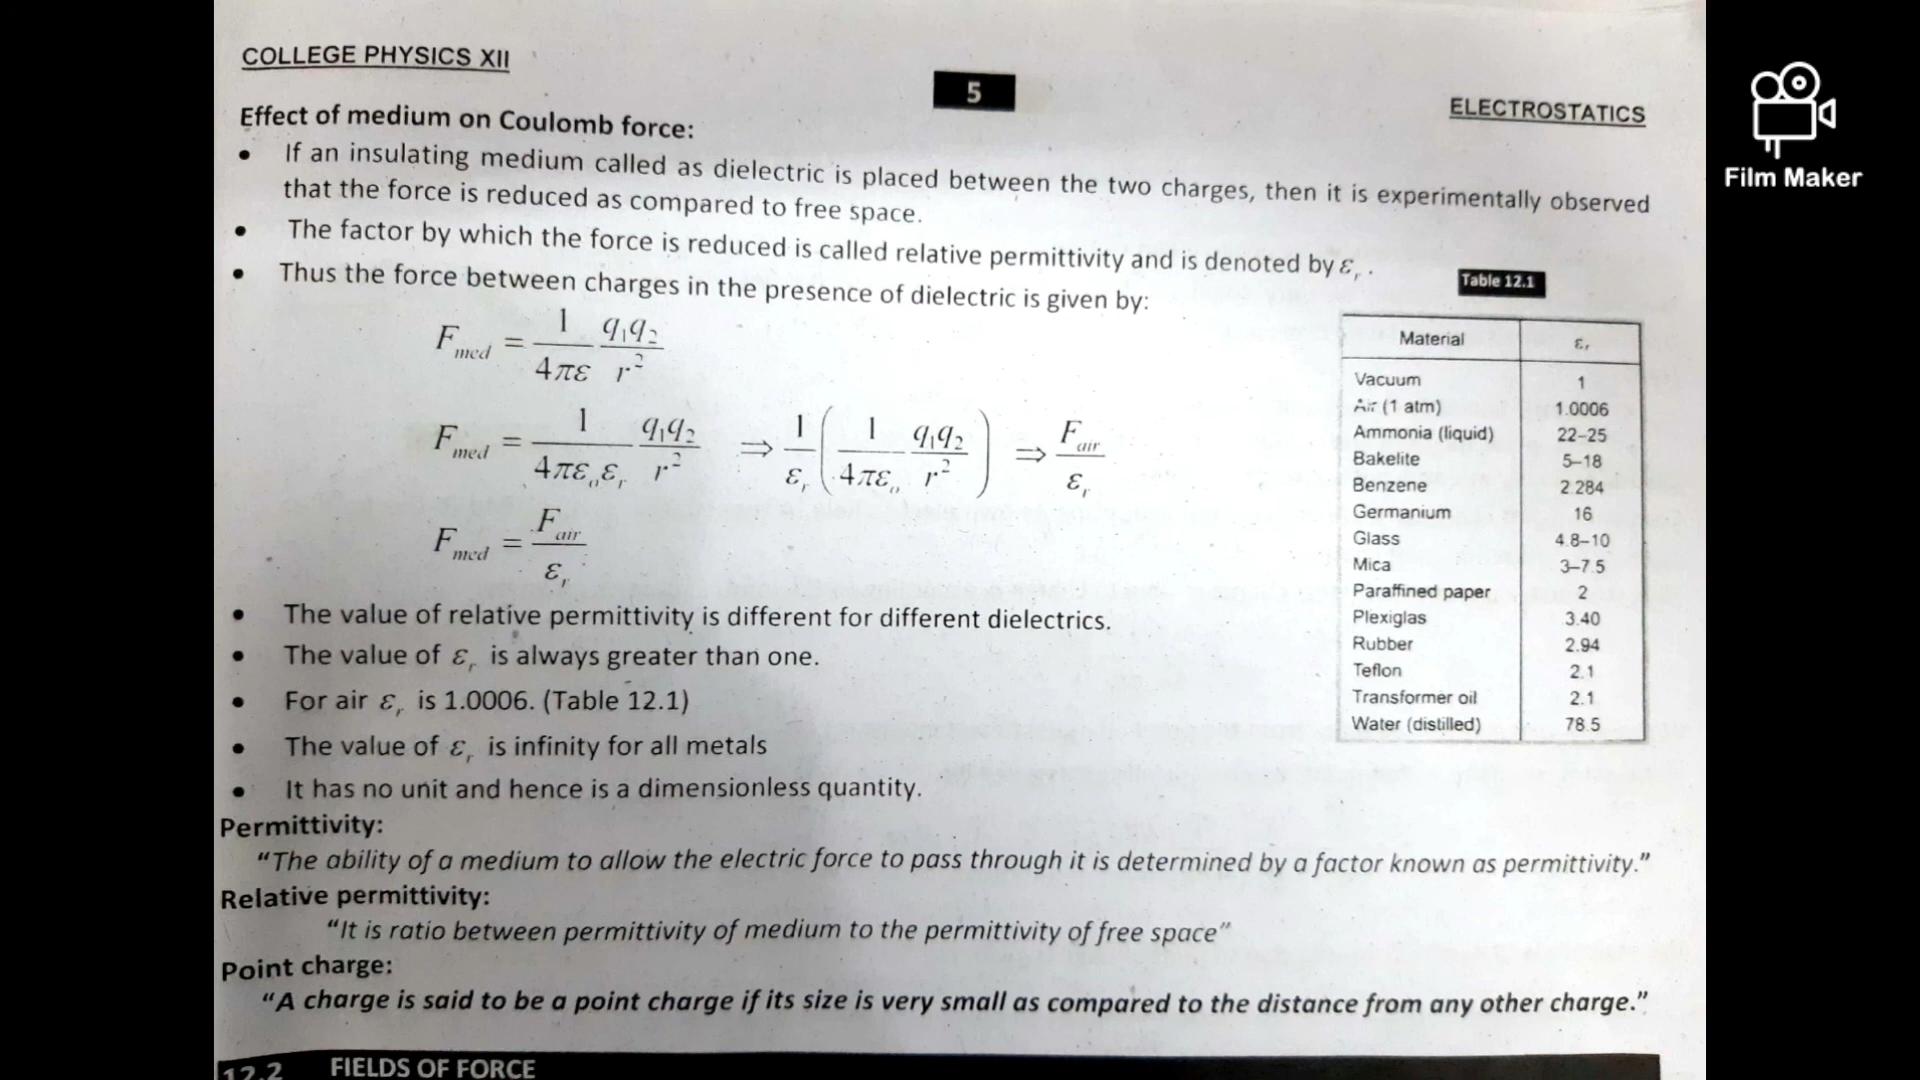 COLLEGE PHYSICS XII
5
ELECTROSTATICS
Film Maker
Effect of medium on Coulomb force:
• If an insulating medium called as dielectric is placed between the two charges, then it is experimentally observed
that the force is reduced as compared to free space.
• The factor by which the force is reduced is called relative permittivity and is denoted by εr .
• Thus the force between charges in the presence of dielectric is given by:
Fmed = 1/4πε q1q2/r²
Fmed = 1/4πεoεr q1q2/r² ⇒ 1/εr (1/4πεo q1q2/r²) ⇒ Fair/εr
Fmed = Fair/εr
Table 12.1
Material εr
Vacuum 1
Air (1 atm) 1.0006
Ammonia (liquid) 22–25
Bakelite 5–18
Benzene 2.284
Germanium 16
Glass 4.8–10
Mica 3–7.5
Paraffined paper 2
Plexiglas 3.40
Rubber 2.94
Teflon 2.1
Transformer oil 2.1
Water (distilled) 78.5
• The value of relative permittivity is different for different dielectrics.
• The value of εr is always greater than one.
• For air εr is 1.0006. (Table 12.1)
• The value of εr is infinity for all metals
• It has no unit and hence is a dimensionless quantity.
Permittivity:
“The ability of a medium to allow the electric force to pass through it is determined by a factor known as permittivity.”
Relative permittivity:
“It is ratio between permittivity of medium to the permittivity of free space”
Point charge:
“A charge is said to be a point charge if its size is very small as compared to the distance from any other charge.”
12.2 FIELDS OF FORCE